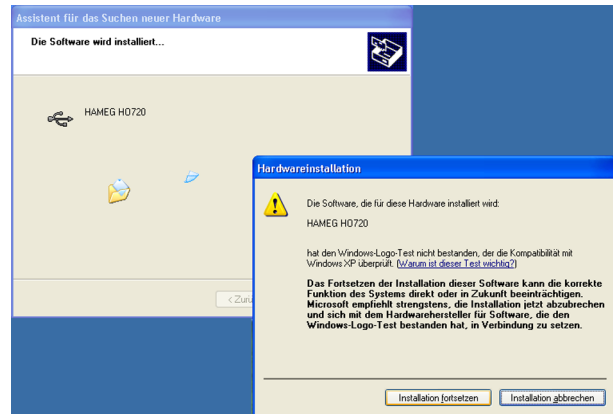 Assistent für das Suchen neuer Hardware
Die Software wird installiert...
HAMEG HO720
Hardwareinstallation
Die Software, die für diese Hardware installiert wird:
HAMEG HO720
hat den Windows-Logo-Test nicht bestanden, der die Kompatibilität mit
Windows XP überprüft. (Warum ist dieser Test wichtig?)
Das Fortsetzen der Installation dieser Software kann die korrekte
Funktion des Systems direkt oder in Zukunft beeinträchtigen.
Microsoft empfiehlt strengstens, die Installation jetzt abzubrechen
und sich mit dem Hardwarehersteller für Software, die den
Windows-Logo-Test bestanden hat, in Verbindung zu setzen.
Installation fortsetzen
Installation abbrechen